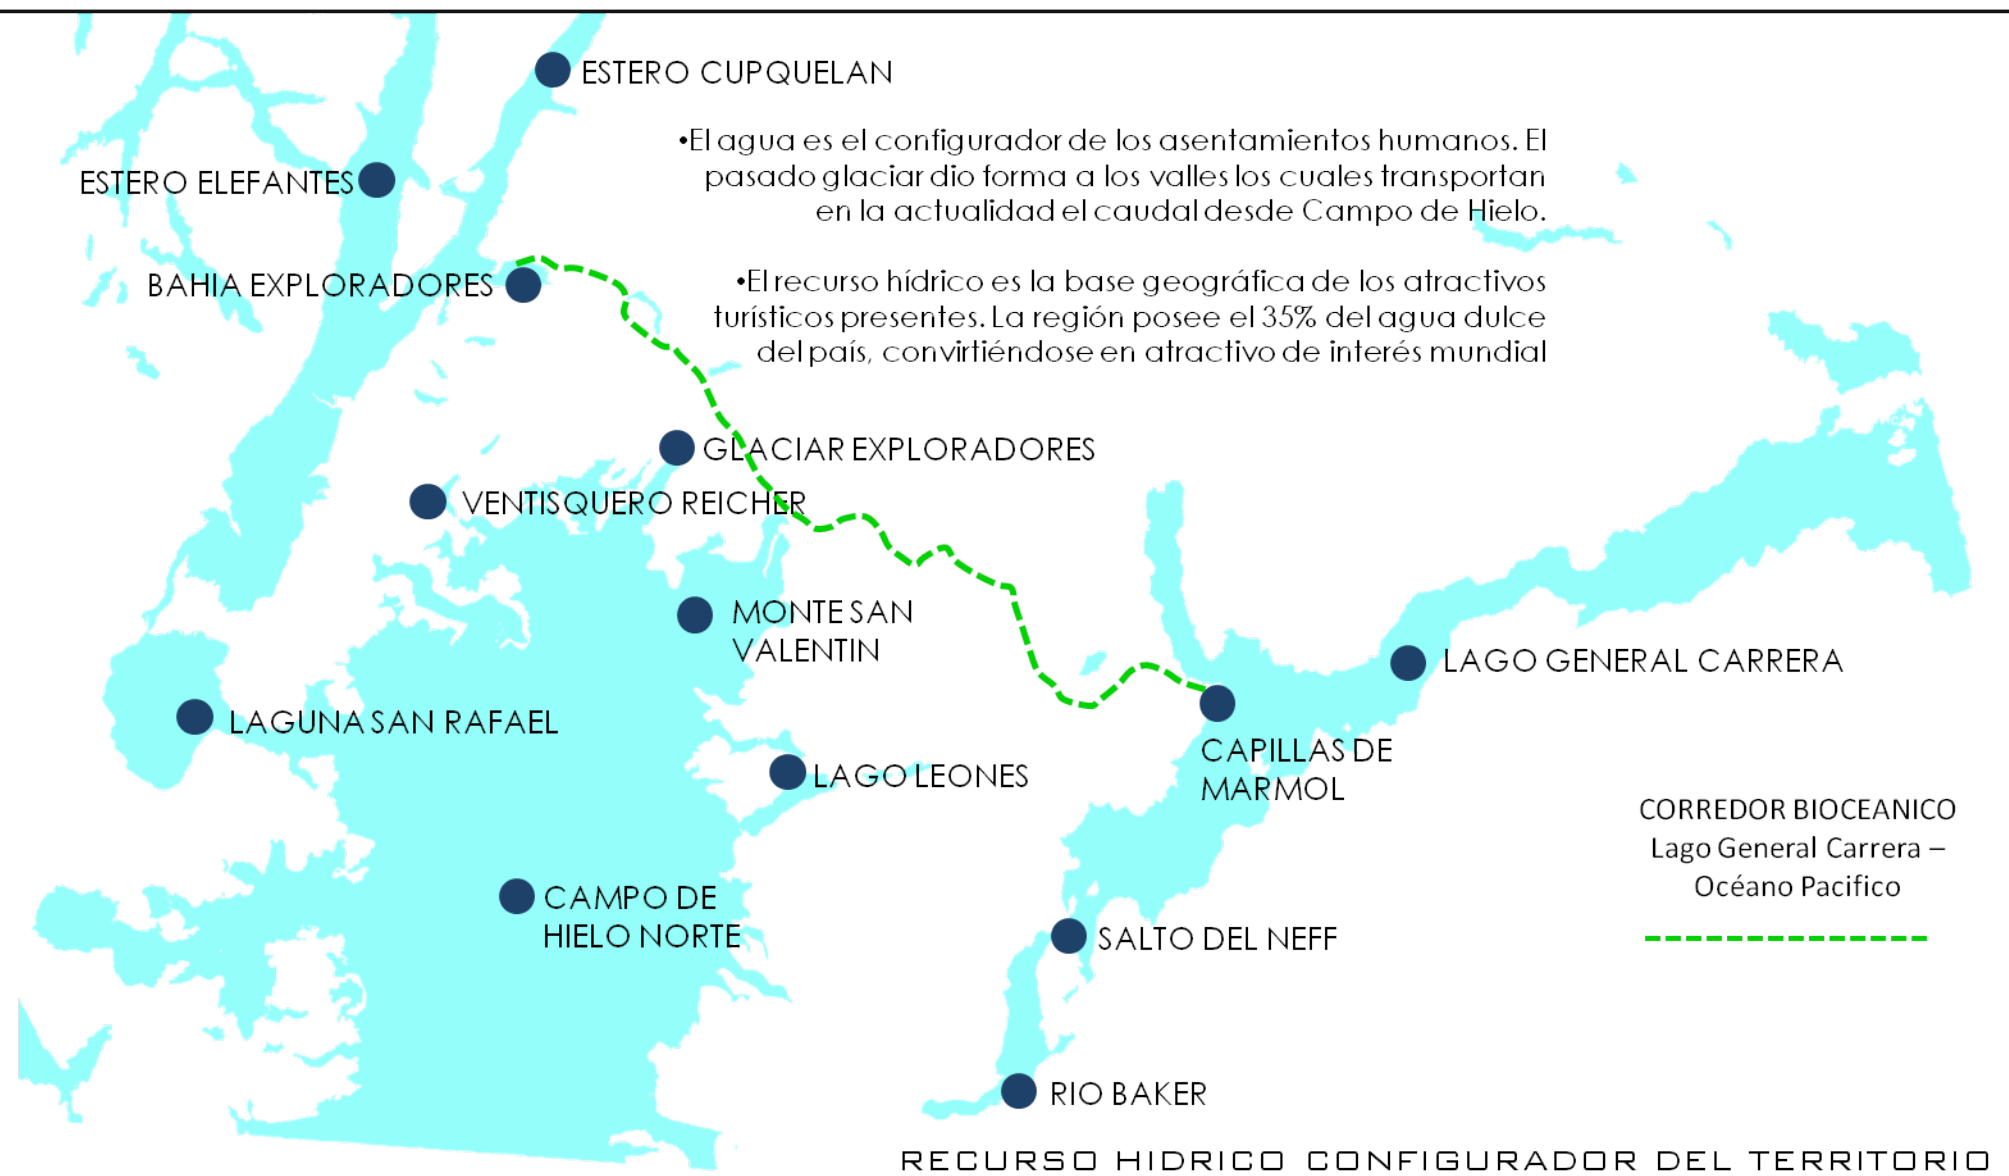 ESTERO CUPQUELAN
•El agua es el configurador de los asentamientos humanos. El
pasado glaciar dio forma a los valles los cuales transportan
en la actualidad el caudal desde Campo de Hielo.
ESTERO ELEFANTES
BAHIA EXPLORADORES
•El recurso hídrico es la base geográfica de los atractivos
turísticos presentes. La región posee el 35% del agua dulce
del país, convirtiéndose en atractivo de interés mundial
GLACIAR EXPLORADORES
VENTISQUERO REICHER
MONTE SAN
VALENTIN
LAGO GENERAL CARRERA
LAGUNA SAN RAFAEL
LAGO LEONES
CAPILLAS DE
MARMOL
CORREDOR BIOCEANICO
Lago General Carrera –
Océano Pacifico
CAMPO DE
HIELO NORTE
SALTO DEL NEFF
RIO BAKER
RECURSO HIDRICO CONFIGURADOR DEL TERRITORIO